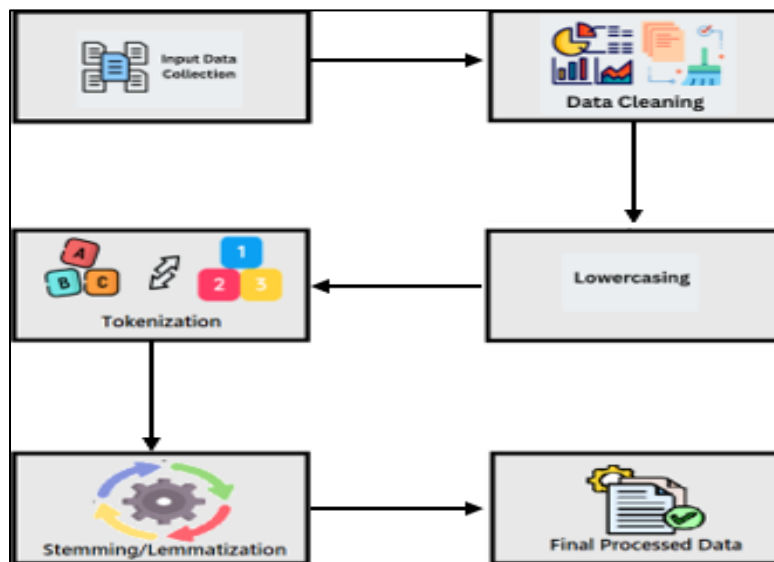 Input Data
Collection
Data Cleaning
Lowercasing
A
B C
1
2 3
Tokenization
Stemming/Lemmatization
Final Processed Data